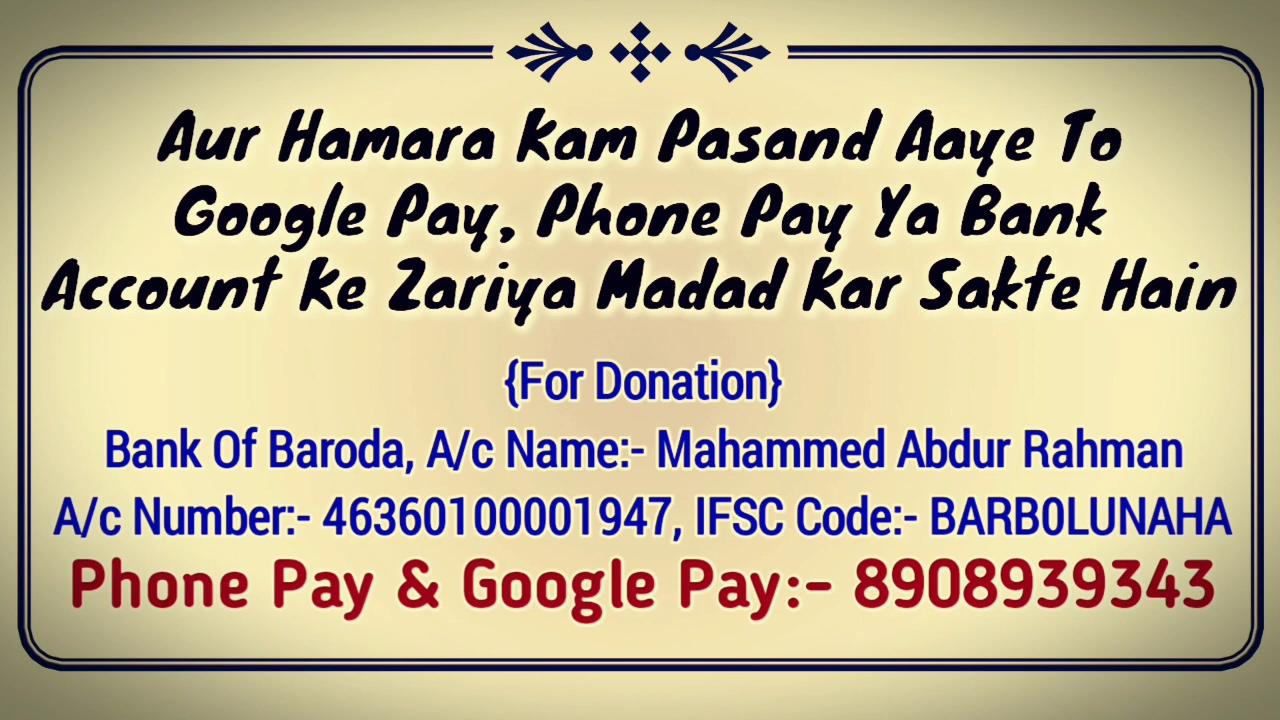 Aur Hamara Kam Pasand Aaye To
Google Pay, Phone Pay Ya Bank
Account Ke Zariya Madad Kar Sakte Hain
{For Donation}
Bank Of Baroda, A/c Name:- Mahammed Abdur Rahman
A/c Number:- 46360100001947, IFSC Code:- BARB0LUNAHA
Phone Pay & Google Pay:- 8908939343